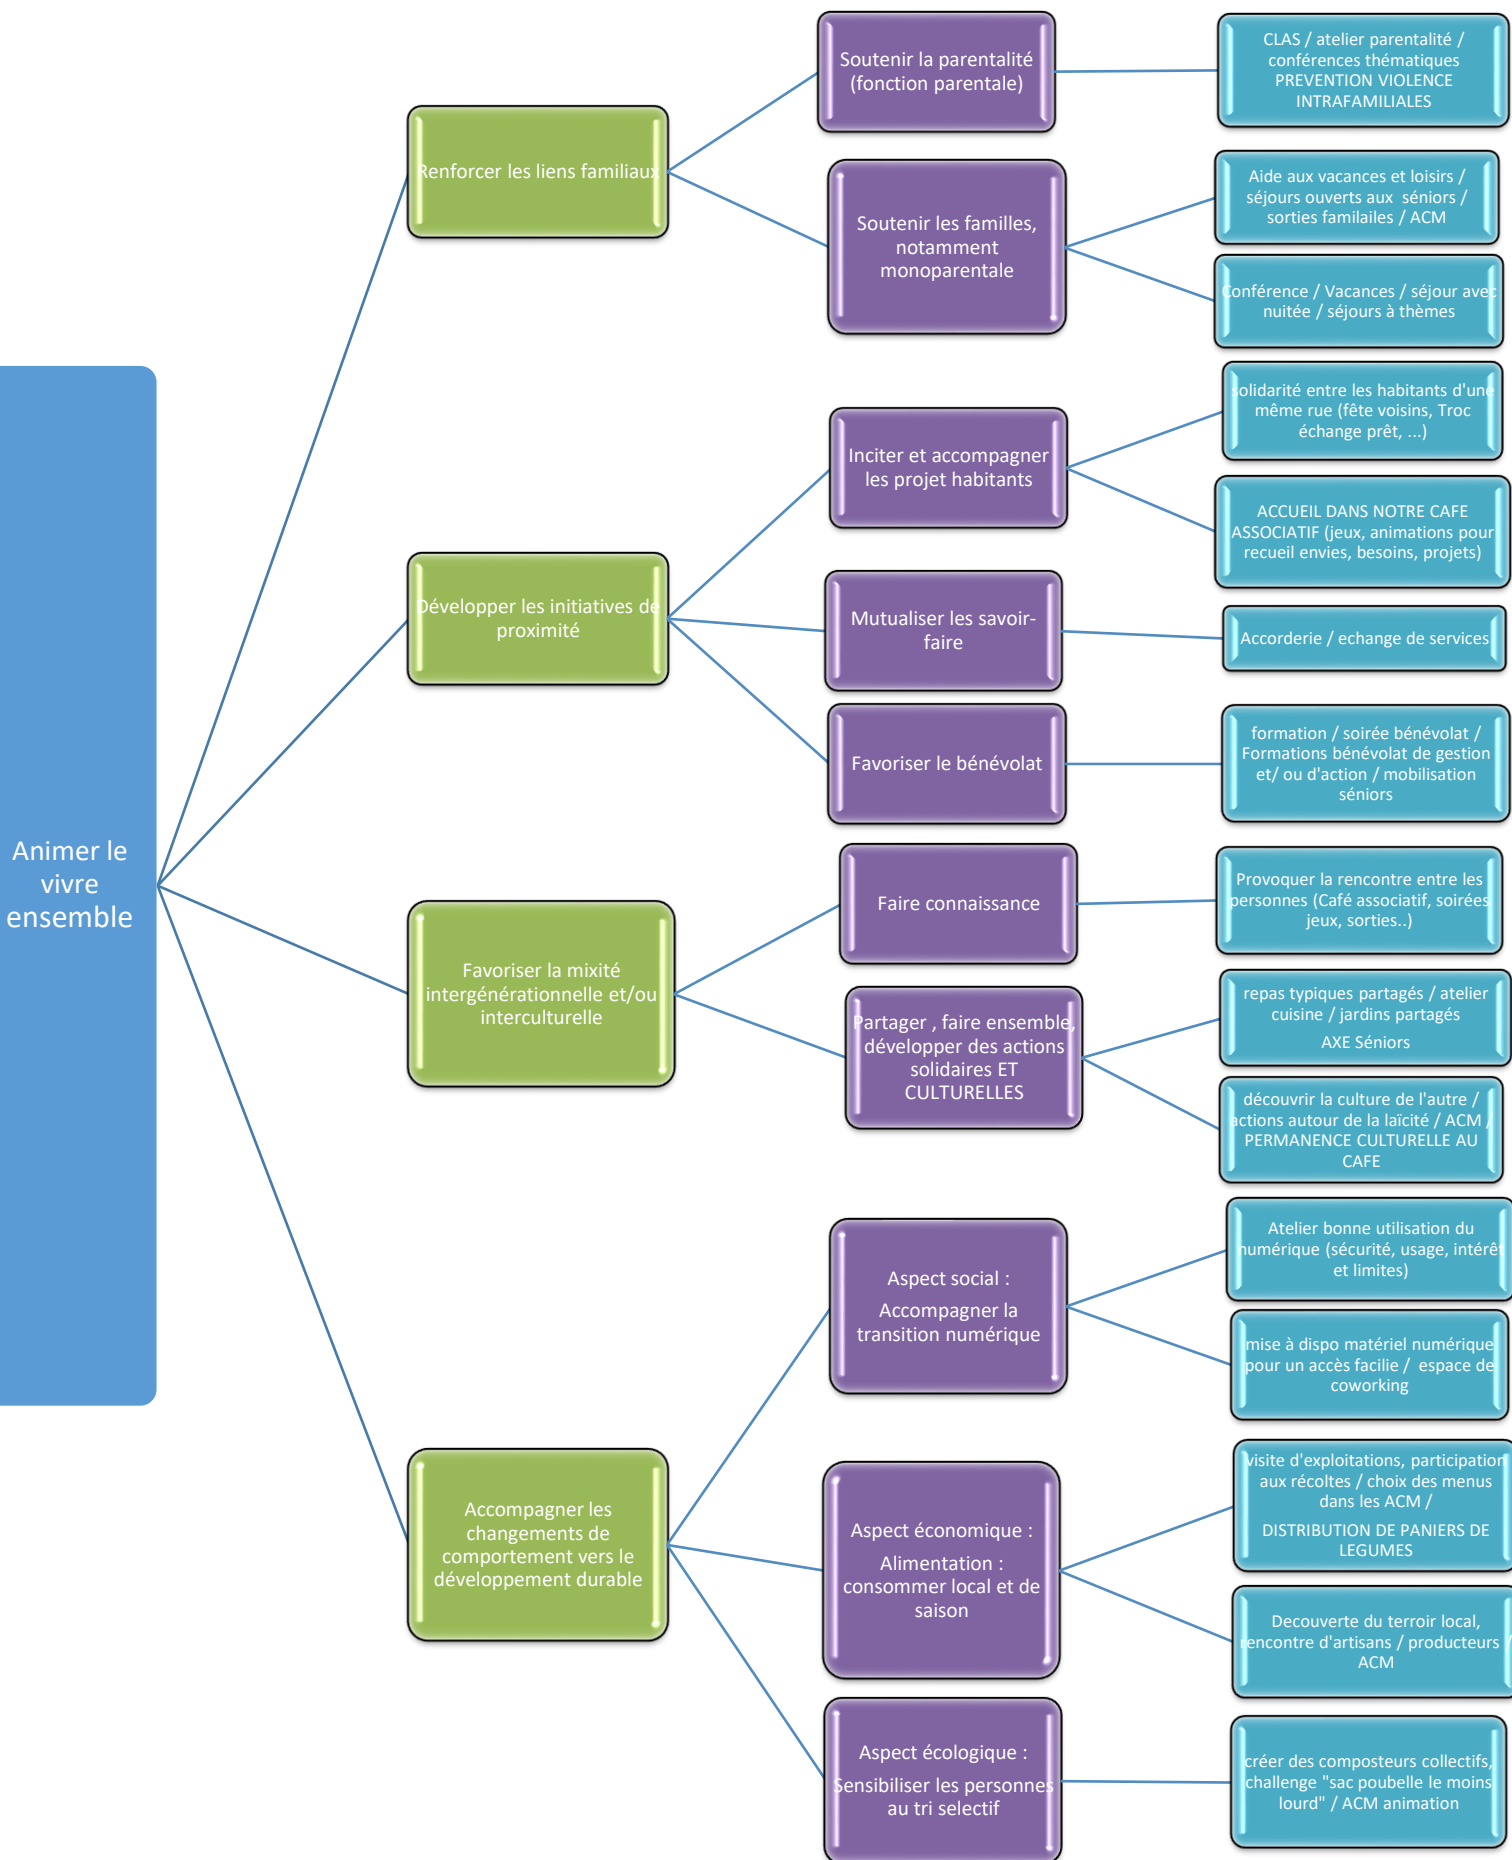 Animer le
vivre
ensemble
Renforcer les liens familiaux
Soutenir la parentalité
(fonction parentale)
CLAS / atelier parentalité /
conférences thématiques
PREVENTION VIOLENCE
INTRAFAMILIALES
Soutenir les familles,
notamment
monoparentale
Aide aux vacances et loisirs /
séjours ouverts aux  séniors /
sorties familailes / ACM
Conférence / Vacances / séjour avec
nuitée / séjours à thèmes
Développer les initiatives de
proximité
Inciter et accompagner
les projet habitants
solidarité entre les habitants d'une
même rue (fête voisins, Troc
échange prêt, ...)
ACCUEIL DANS NOTRE CAFE
ASSOCIATIF (jeux, animations pour
recueil envies, besoins, projets)
Mutualiser les savoir-
faire
Accorderie / echange de services
Favoriser le bénévolat
formation / soirée bénévolat /
Formations bénévolat de gestion
et/ ou d'action / mobilisation
séniors
Favoriser la mixité
intergénérationnelle et/ou
interculturelle
Faire connaissance
Provoquer la rencontre entre les
personnes (Café associatif, soirées
jeux, sorties..)
Partager , faire ensemble,
développer des actions
solidaires ET
CULTURELLES
repas typiques partagés / atelier
cuisine / jardins partagés
AXE Séniors
découvrir la culture de l'autre /
actions autour de la laïcité / ACM /
PERMANENCE CULTURELLE AU
CAFE
Accompagner les
changements de
comportement vers le
développement durable
Aspect social :
Accompagner la
transition numérique
Atelier bonne utilisation du
numérique (sécurité, usage, intérêt
et limites)
mise à dispo matériel numérique
pour un accès facilie /  espace de
coworking
Aspect économique :
Alimentation :
consommer local et de
saison
visite d'exploitations, participation
aux récoltes / choix des menus
dans les ACM /
DISTRIBUTION DE PANIERS DE
LEGUMES
Decouverte du terroir local,
rencontre d'artisans / producteurs /
ACM
Aspect écologique :
Sensibiliser les personnes
au tri selectif
créer des composteurs collectifs,
challenge "sac poubelle le moins
lourd" / ACM animation